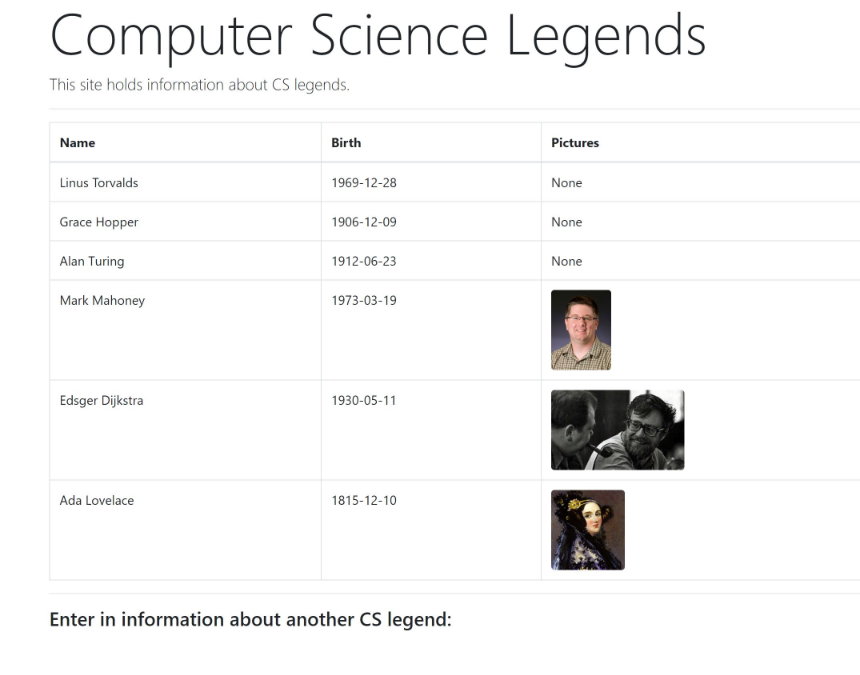 Computer Science Legends
This site holds information about CS legends.
Name Birth Pictures
Linus Torvalds 1969-12-28 None
Grace Hopper 1906-12-09 None
Alan Turing 1912-06-23 None
Mark Mahoney 1973-03-19
Edsger Dijkstra 1930-05-11
Ada Lovelace 1815-12-10
Enter in information about another CS legend: